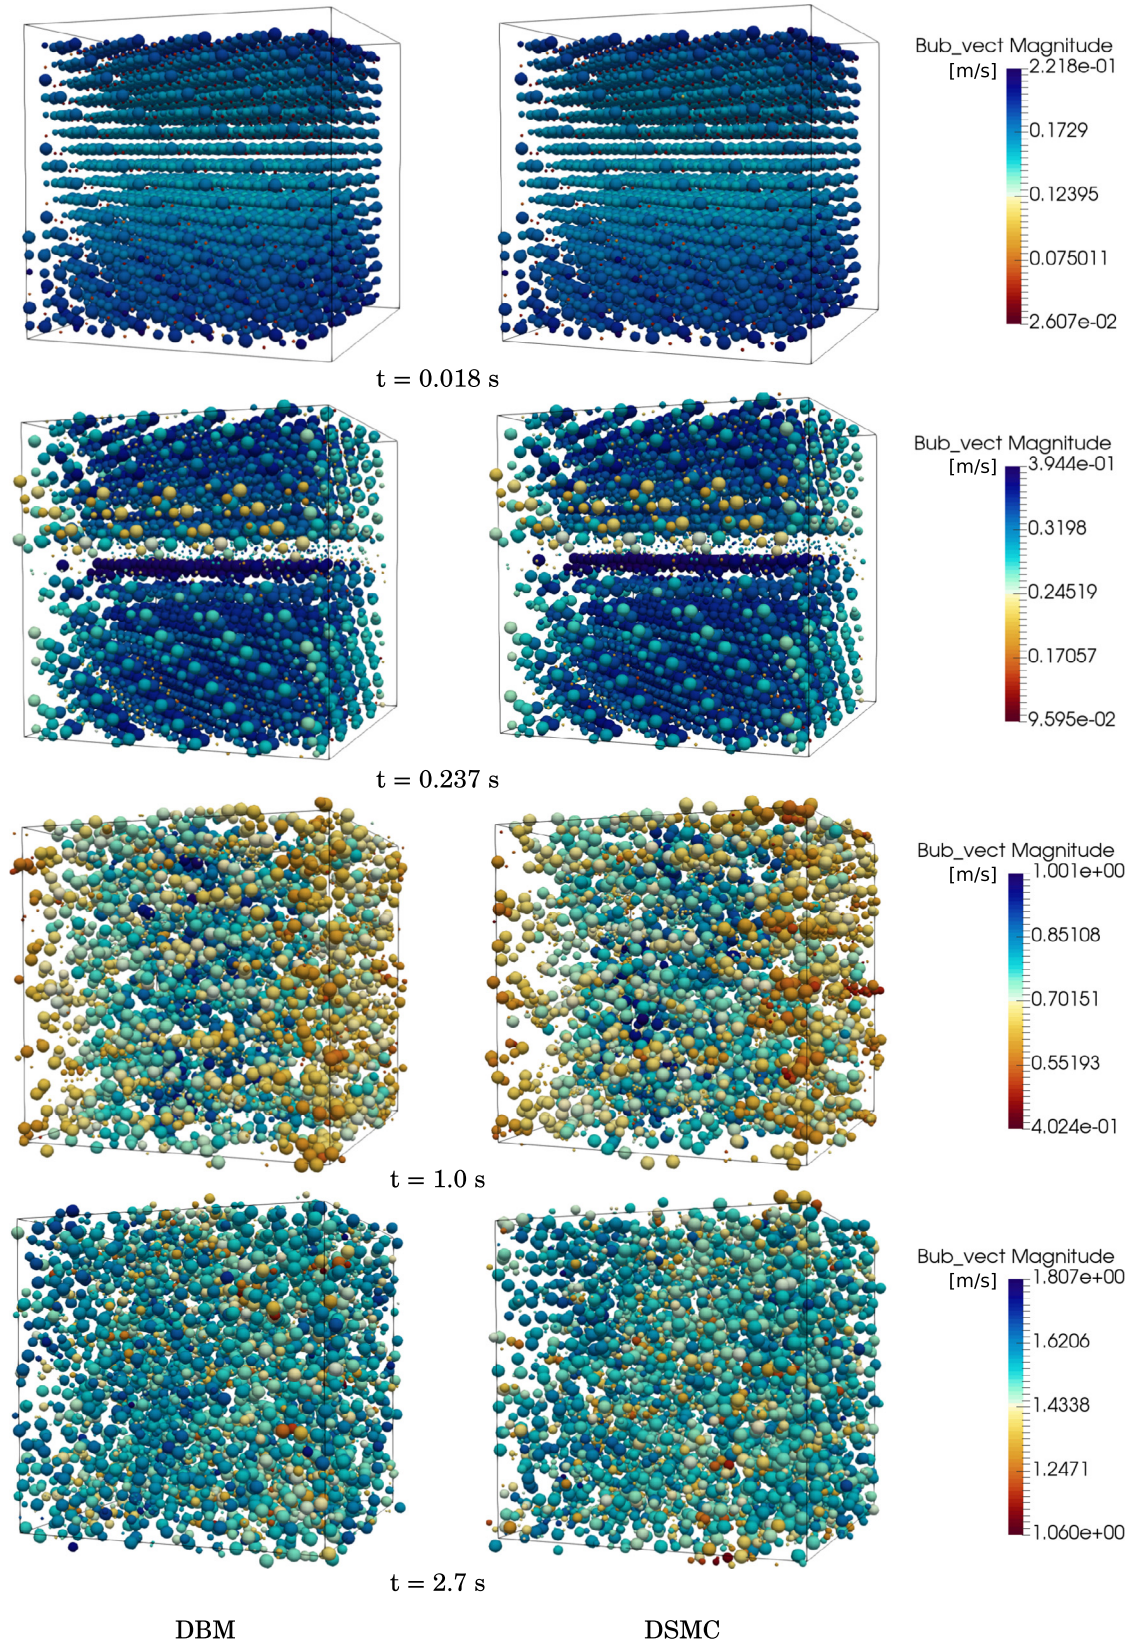 Bub_vect Magnitude
[m/s]
2.218e-01
0.1729
0.12395
0.075011
2.607e-02
t = 0.018 s
Bub_vect Magnitude
[m/s]
3.944e-01
0.3198
0.24519
0.17057
9.595e-02
t = 0.237 s
Bub_vect Magnitude
[m/s]
1.001e+00
0.85108
0.70151
0.55193
4.024e-01
t = 1.0 s
Bub_vect Magnitude
[m/s]
1.807e+00
1.6206
1.4338
1.2471
1.060e+00
t = 2.7 s
DBM DSMC